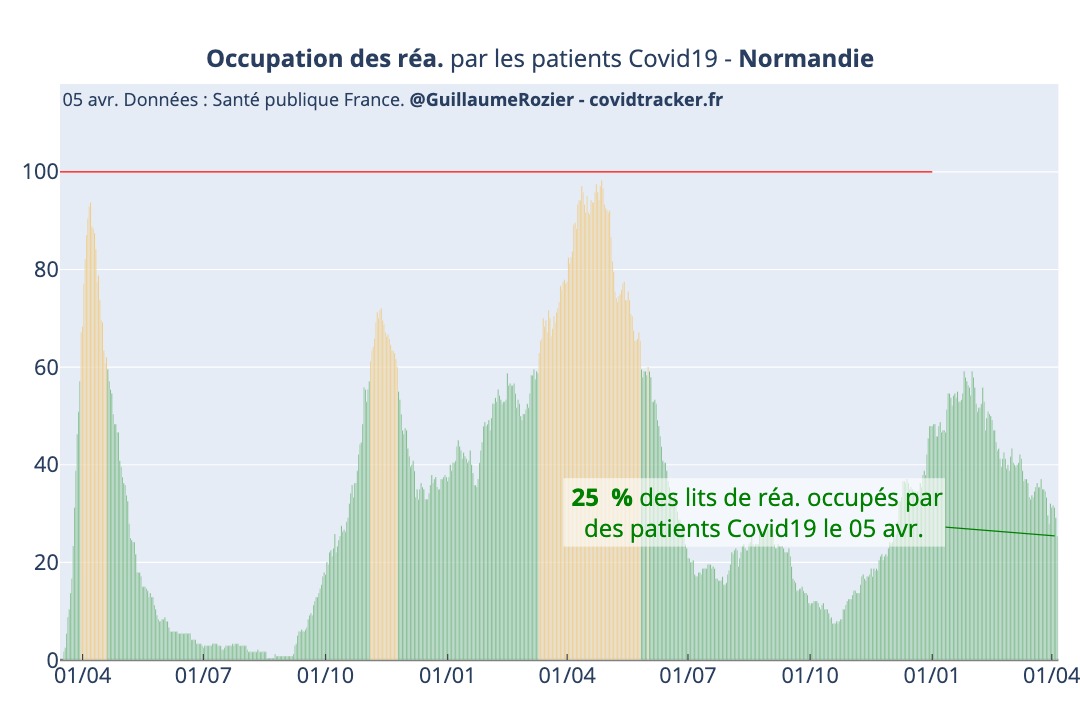 Occupation des réa. par les patients Covid19 - Normandie
05 avr. Données : Santé publique France. @GuillaumeRozier - covidtracker.fr
100
80
60
40
25 % des lits de réa. occupés par
des patients Covid19 le 05 avr.
20
0
01/04 01/07 01/10 01/01 01/04 01/07 01/10 01/01 01/04